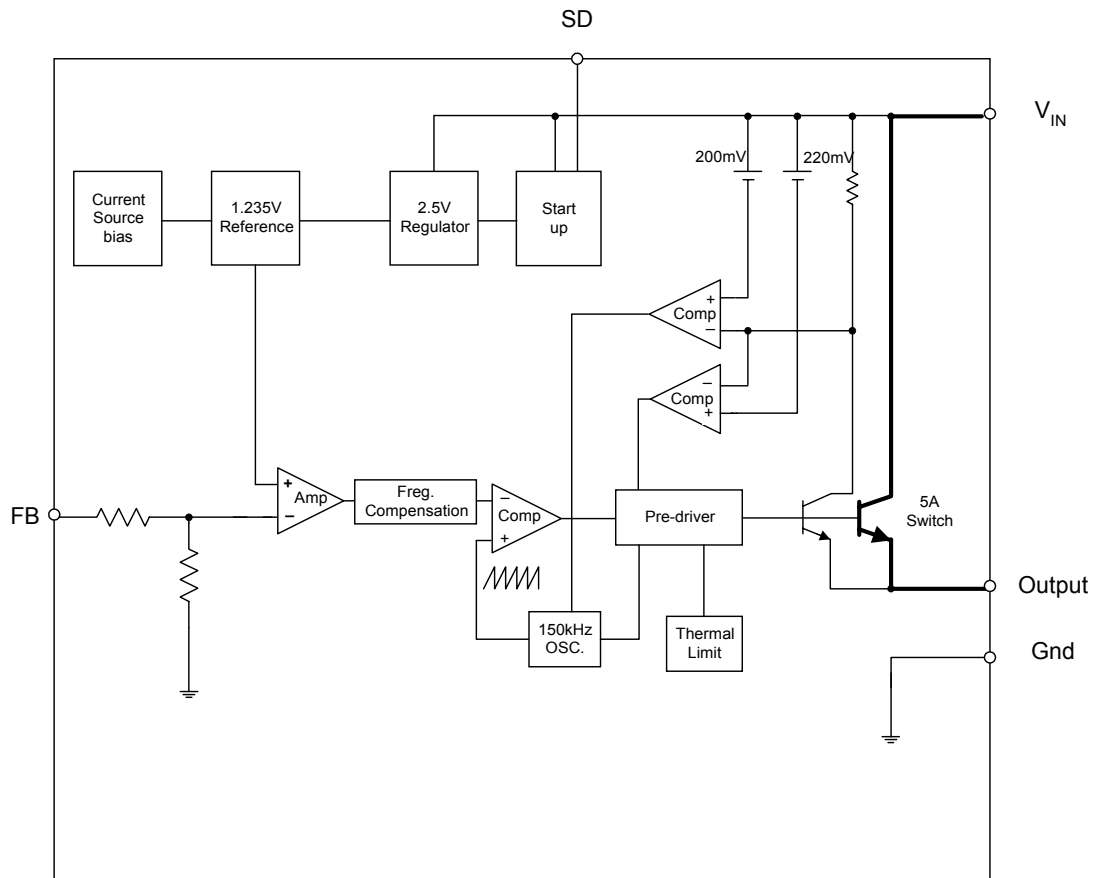 SD
V_IN
200mV
220mV
Current
Source
bias
1.235V
Reference
2.5V
Regulator
Start
up
+
Comp
−
−
Comp
+
FB
+
Amp
−
Freg.
Compensation
−
Comp
+
Pre-driver
5A
Switch
150kHz
OSC.
Thermal
Limit
Output
Gnd